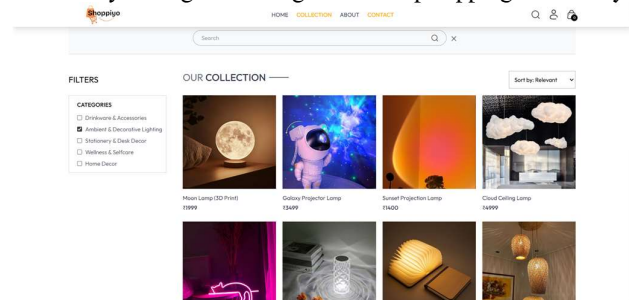 Shoppiyo
HOME COLLECTION ABOUT CONTACT
Search
FILTERS
CATEGORIES
Drinkware & Accessories
Ambient & Decorative Lighting
Stationery & Desk Decor
Wellness & Selfcare
Home Decor
OUR COLLECTION
Sort by: Relevant
Moon Lamp (3D Print)
₹1999
Galaxy Projector Lamp
₹3499
Sunset Projection Lamp
₹1400
Cloud Ceiling Lamp
₹4999